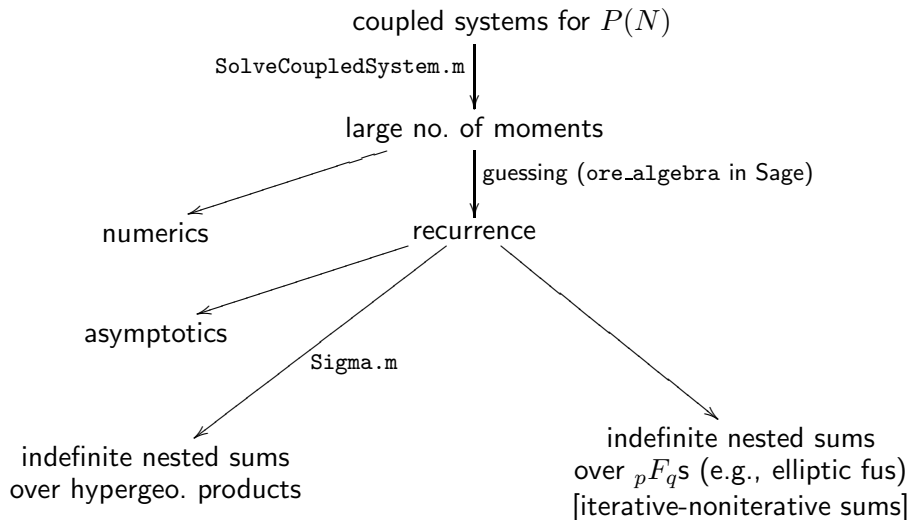 coupled systems for P(N)
SolveCoupledSystem.m
large no. of moments
guessing (ore_algebra in Sage)
numerics
recurrence
asymptotics
Sigma.m
indefinite nested sums
over hypergeo. products
indefinite nested sums
over pFqs (e.g., elliptic fus)
[iterative-noniterative sums]